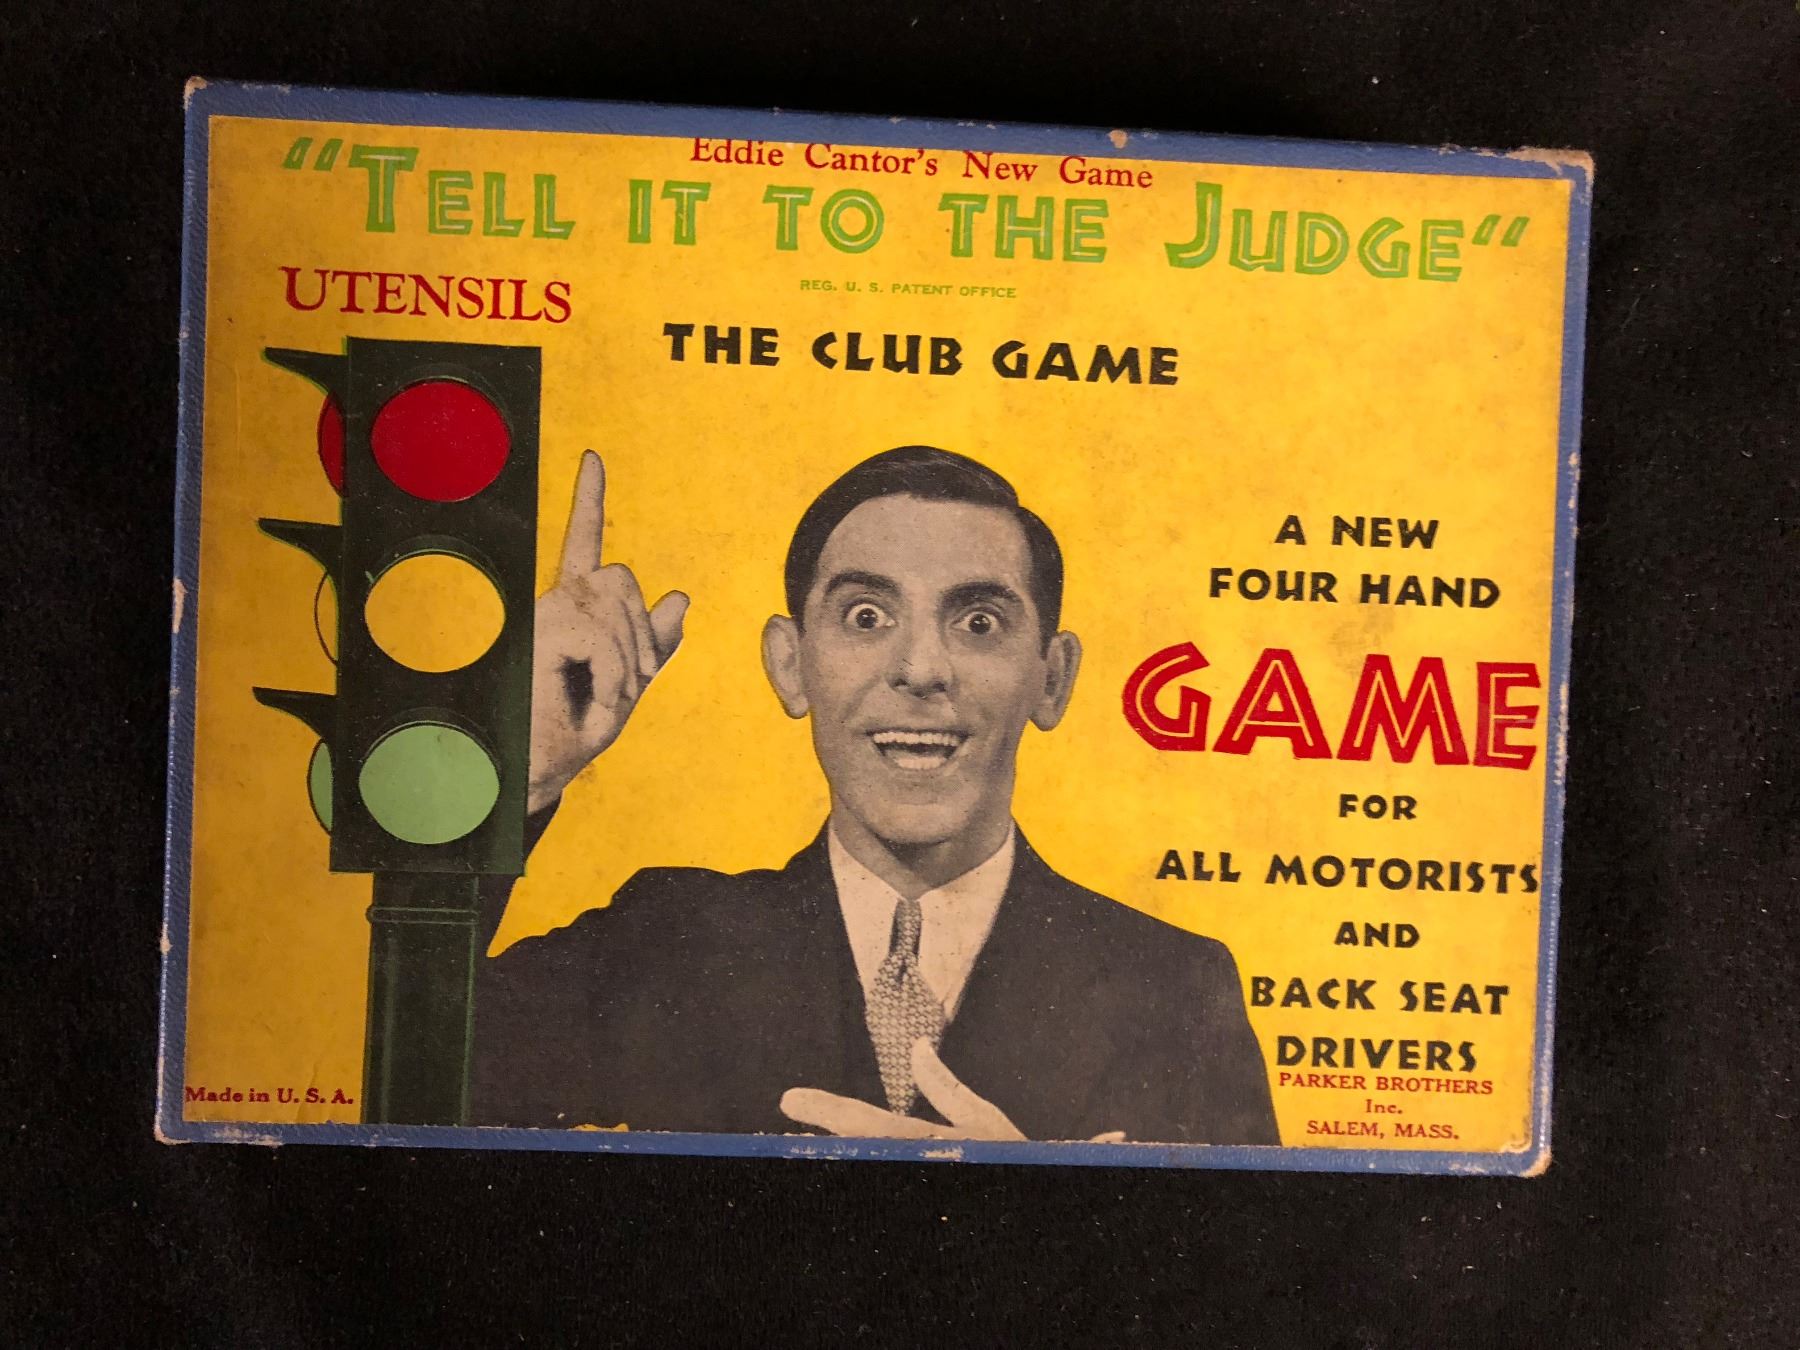 Eddie Cantor's New Game
"TELL IT TO THE JUDGE"
REG. U. S. PATENT OFFICE
UTENSILS
THE CLUB GAME
A NEW
FOUR HAND
GAME
FOR
ALL MOTORISTS
AND
BACK SEAT
DRIVERS
PARKER BROTHERS
Inc.
SALEM, MASS.
Made in U. S. A.